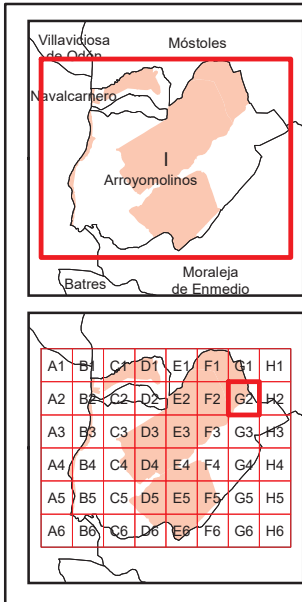 Villaviciosa
de Odón
Móstoles
Navalcarnero
I
Arroyomolinos
Batres
Moraleja
de Enmedio
A1 B1 C1 D1 E1 F1 G1 H1
A2 B2 C2 D2 E2 F2 G2 H2
A3 B3 C3 D3 E3 F3 G3 H3
A4 B4 C4 D4 E4 F4 G4 H4
A5 B5 C5 D5 E5 F5 G5 H5
A6 B6 C6 D6 E6 F6 G6 H6